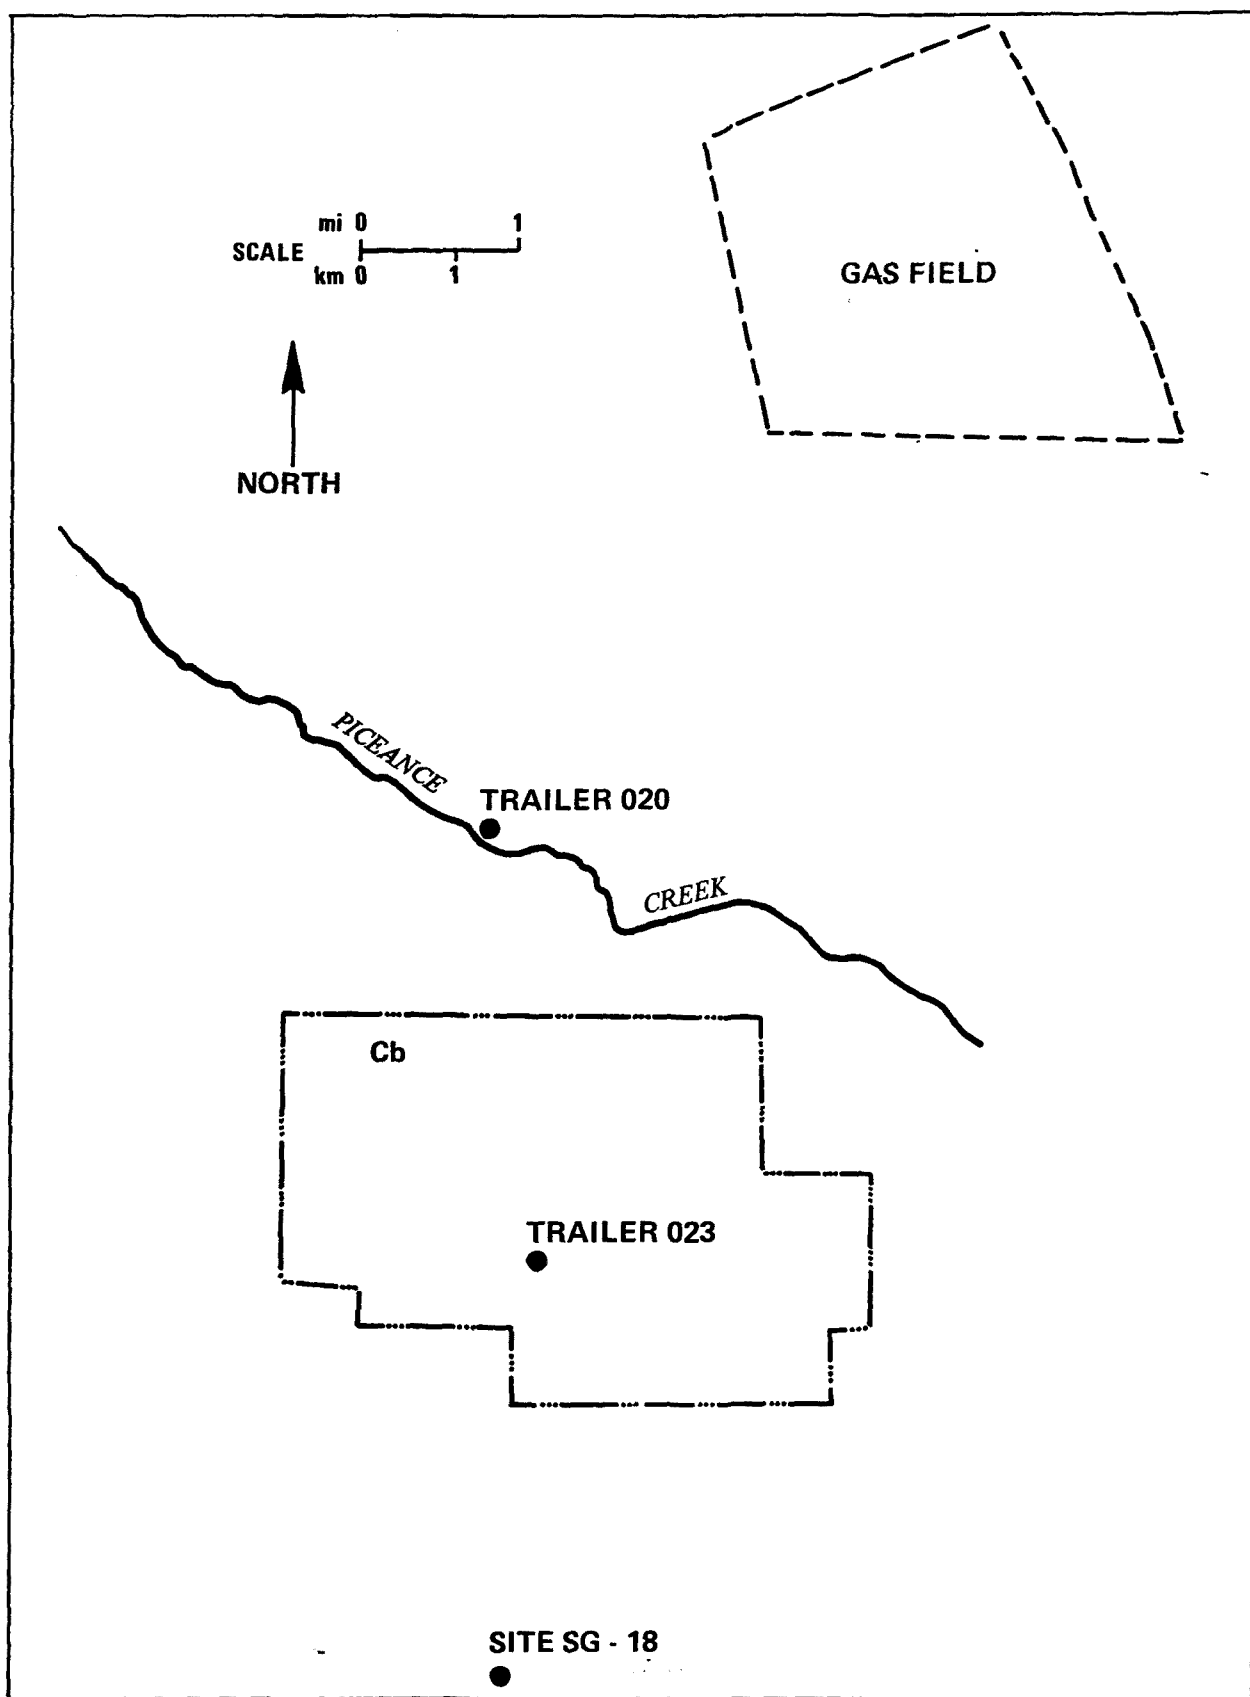 mi 0 1
SCALE
km 0 1
GAS FIELD
NORTH
PICEANCE
TRAILER 020
CREEK
Cb
TRAILER 023
SITE SG - 18